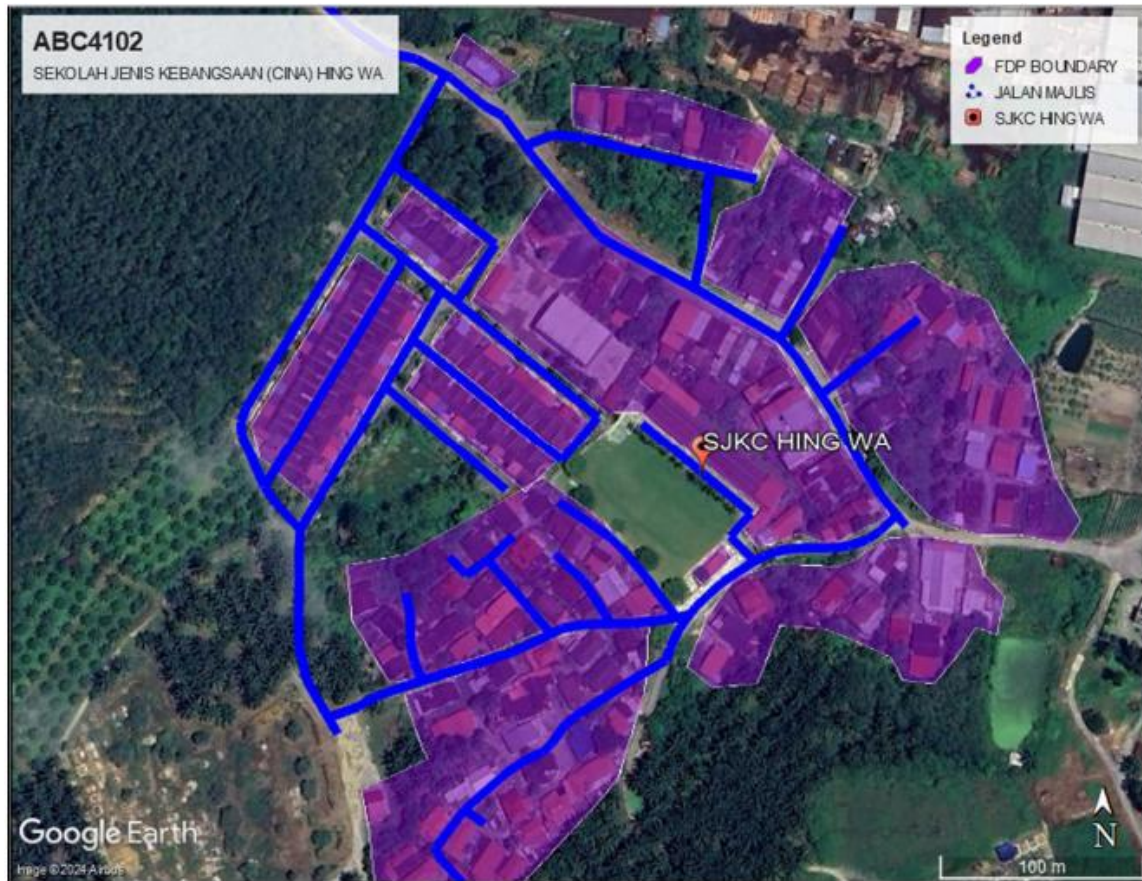 ABC4102
SEKOLAH JENIS KEBANGSAAN (CINA) HING WA
Legend
FDP BOUNDARY
JALAN MAJLIS
SJKC HING WA
SJKC HING WA
Google Earth
Image © 2024 Airbus
N
100 m